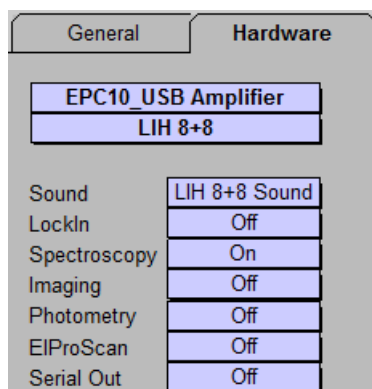 General Hardware
EPC10_USB Amplifier
LIH 8+8
Sound LIH 8+8 Sound
LockIn Off
Spectroscopy On
Imaging Off
Photometry Off
ElProScan Off
Serial Out Off